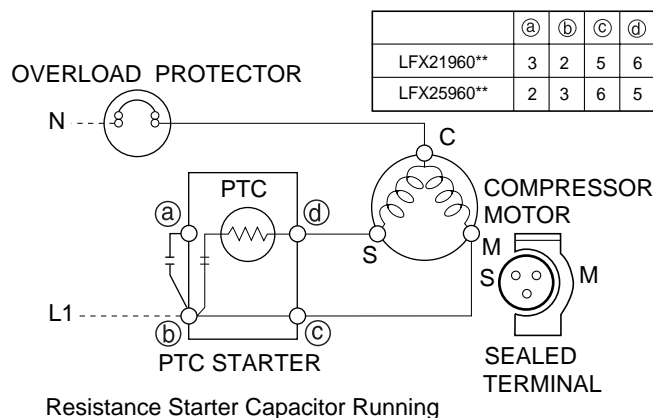 ⓐ ⓑ ⓒ ⓓ
LFX21960** 3 2 5 6
LFX25960** 2 3 6 5
OVERLOAD PROTECTOR
N
C
PTC
ⓐ
ⓓ
COMPRESSOR
MOTOR
S
M
S
M
L1
ⓑ
ⓒ
PTC STARTER
SEALED
TERMINAL
Resistance Starter Capacitor Running